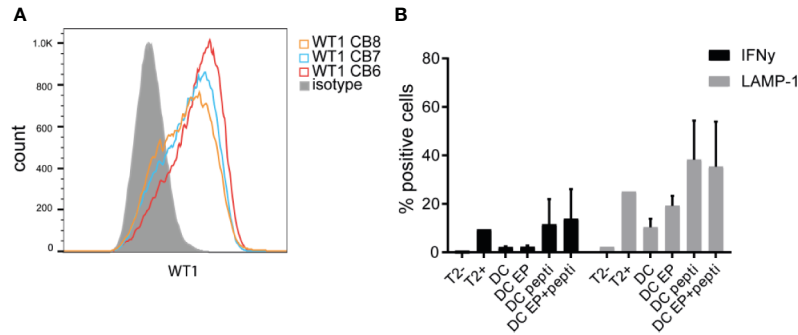 A
1.0K
800
600
400
200
0
count
WT1
WT1 CB8
WT1 CB7
WT1 CB6
isotype
B
80
60
40
20
0
% positive cells
IFNy
LAMP-1
T2-
T2+
DC
DC EP
DC pepti
DC EP+pepti
T2-
T2+
DC
DC EP
DC pepti
DC EP+pepti